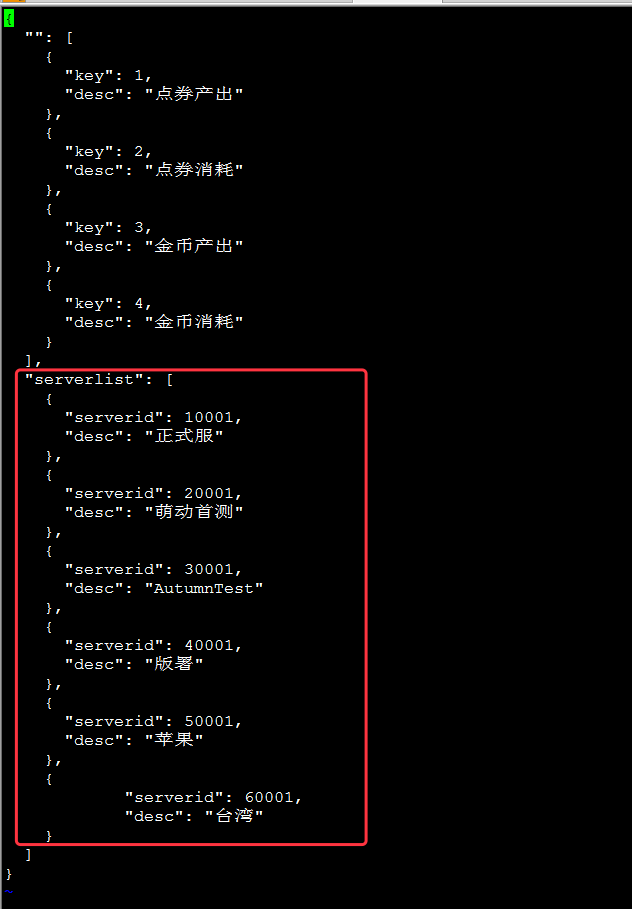 {
  "": [
    {
      "key": 1,
      "desc": "点券产出"
    },
    {
      "key": 2,
      "desc": "点券消耗"
    },
    {
      "key": 3,
      "desc": "金币产出"
    },
    {
      "key": 4,
      "desc": "金币消耗"
    }
  ],
  "serverlist": [
    {
      "serverid": 10001,
      "desc": "正式服"
    },
    {
      "serverid": 20001,
      "desc": "萌动首测"
    },
    {
      "serverid": 30001,
      "desc": "AutumnTest"
    },
    {
      "serverid": 40001,
      "desc": "版署"
    },
    {
      "serverid": 50001,
      "desc": "苹果"
    },
    {
            "serverid": 60001,
            "desc": "台湾"
    }
  ]
}
~